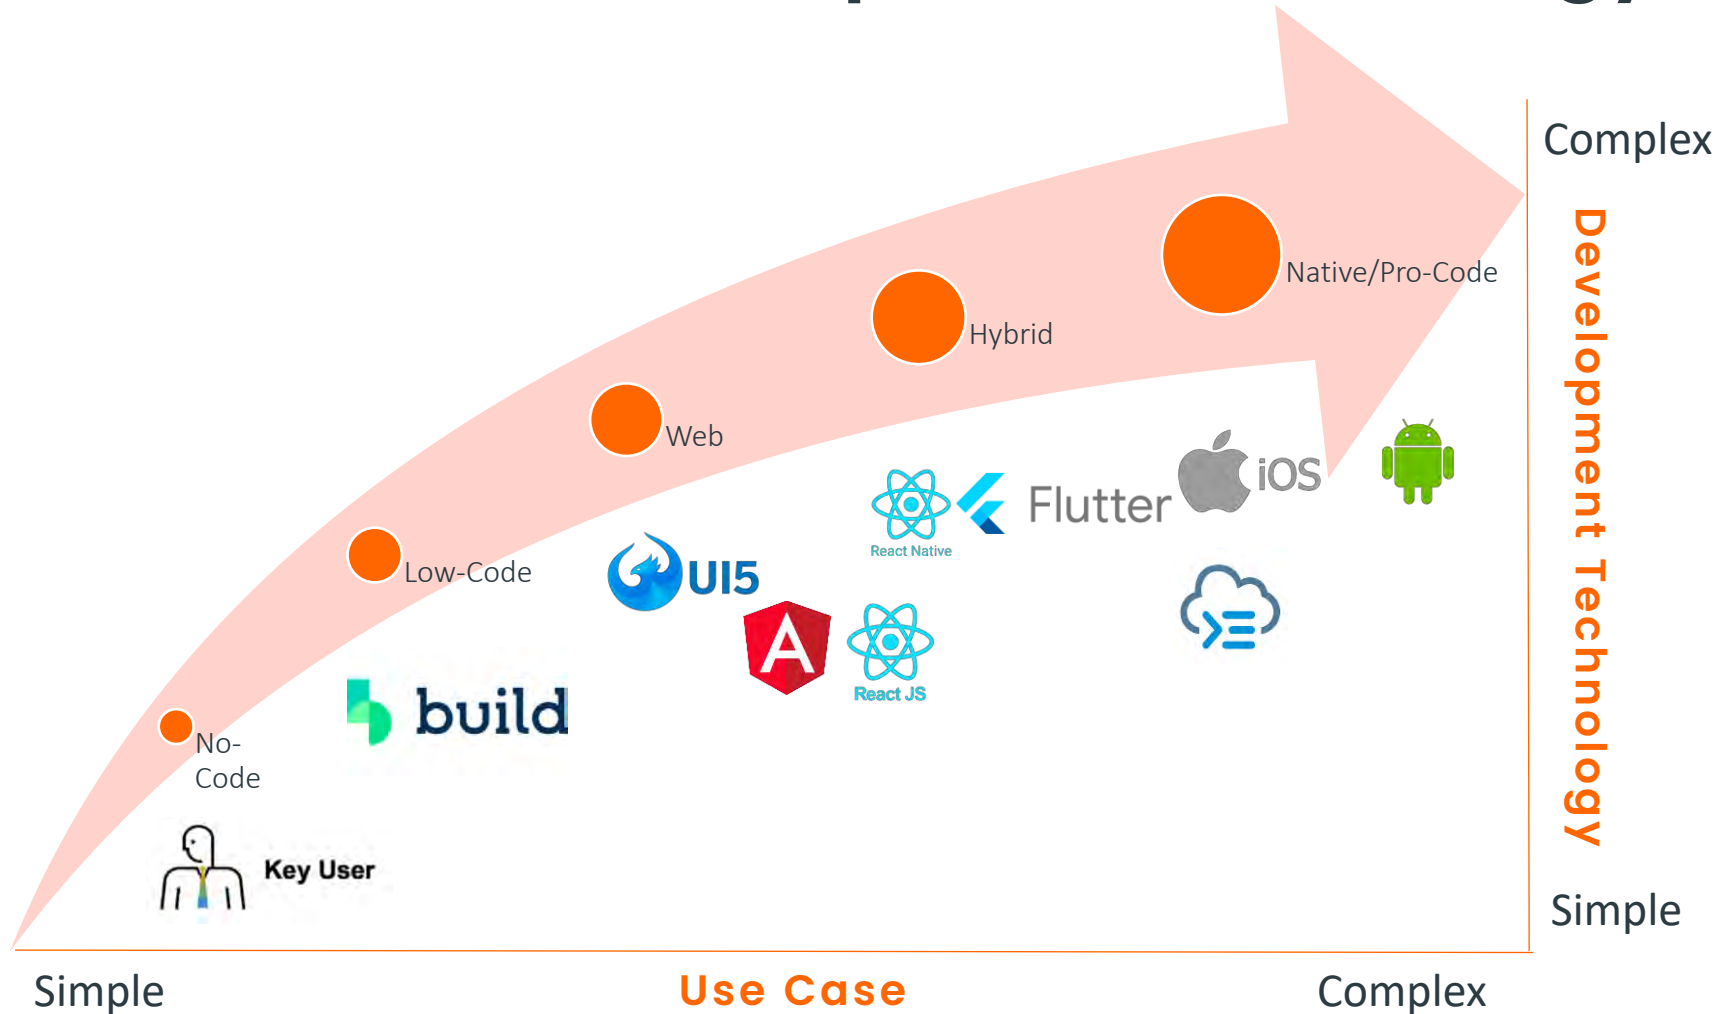 Complex
Native/Pro-Code
Hybrid
Web
Low-Code
No-
Code
iOS
Flutter
React Native
UI5
React JS
build
Key User
Development Technology
Simple
Simple
Use Case
Complex